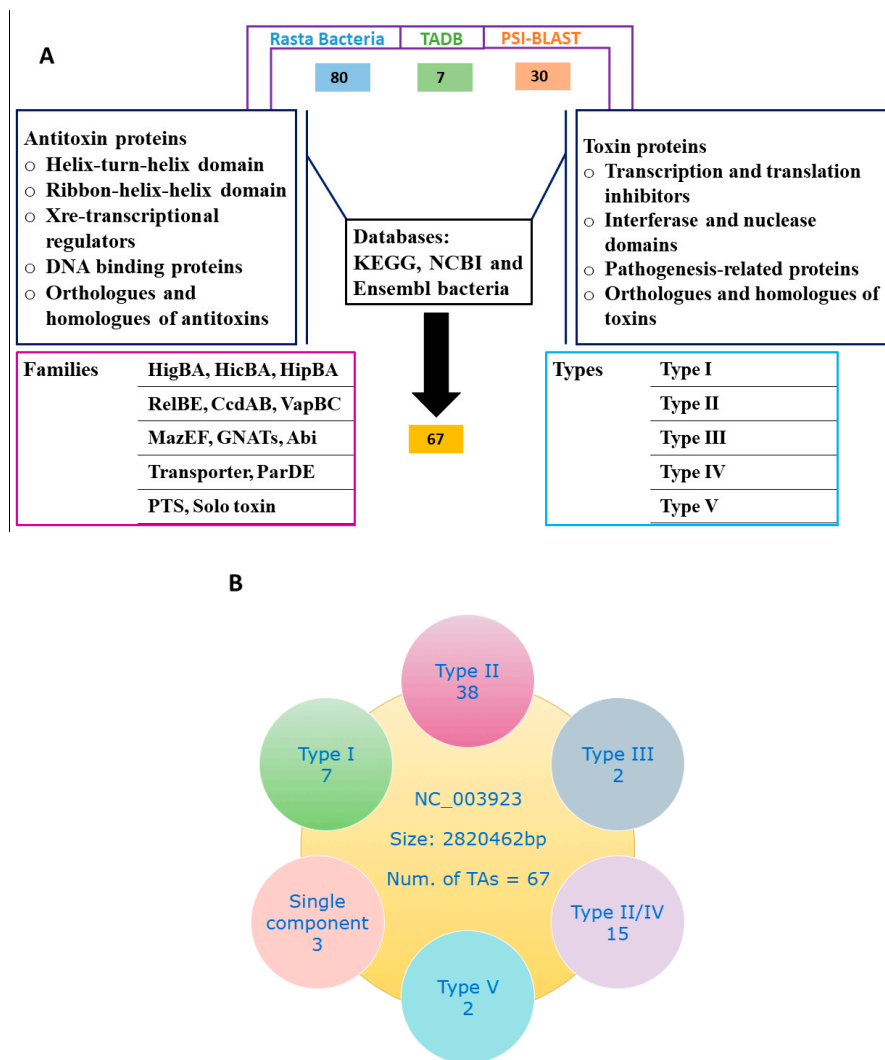 A
Rasta Bacteria TADB PSI-BLAST
80 7 30
Antitoxin proteins
○ Helix-turn-helix domain
○ Ribbon-helix-helix domain
○ Xre-transcriptional
regulators
○ DNA binding proteins
○ Orthologues and
homologues of antitoxins
Databases:
KEGG, NCBI and
Ensembl bacteria
Toxin proteins
○ Transcription and translation
inhibitors
○ Interferase and nuclease
domains
○ Pathogenesis-related proteins
○ Orthologues and homologues of
toxins
Families
HigBA, HicBA, HipBA
RelBE, CcdAB, VapBC
MazEF, GNATs, Abi
Transporter, ParDE
PTS, Solo toxin
67
Types
Type I
Type II
Type III
Type IV
Type V
B
Type II
38
Type I
7
Type III
2
NC_003923
Size: 2820462bp
Num. of TAs = 67
Single
component
3
Type II/IV
15
Type V
2